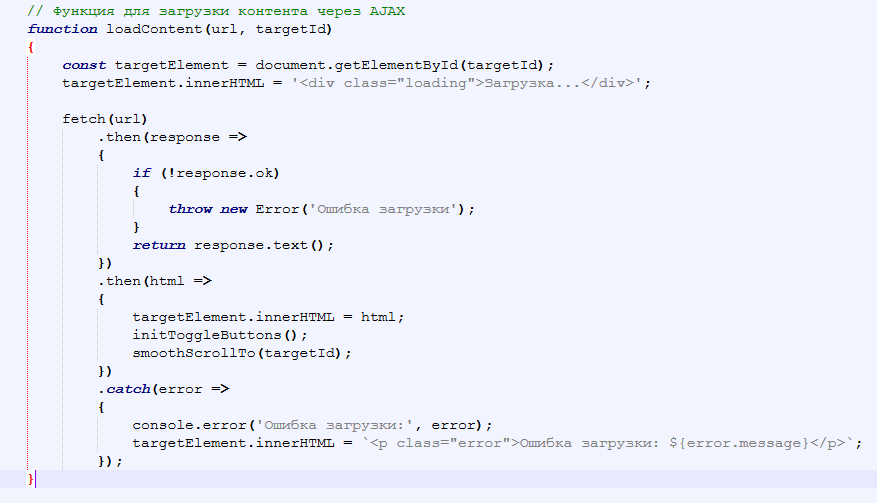 // Функция для загрузки контента через AJAX
function loadContent(url, targetId)
{
    const targetElement = document.getElementById(targetId);
    targetElement.innerHTML = '<div class="loading">Загрузка...</div>';

    fetch(url)
        .then(response =>
        {
            if (!response.ok)
            {
                throw new Error('Ошибка загрузки');
            }
            return response.text();
        })
        .then(html =>
        {
            targetElement.innerHTML = html;
            initToggleButtons();
            smoothScrollTo(targetId);
        })
        .catch(error =>
        {
            console.error('Ошибка загрузки:', error);
            targetElement.innerHTML = `<p class="error">Ошибка загрузки: ${error.message}</p>`;
        });
}